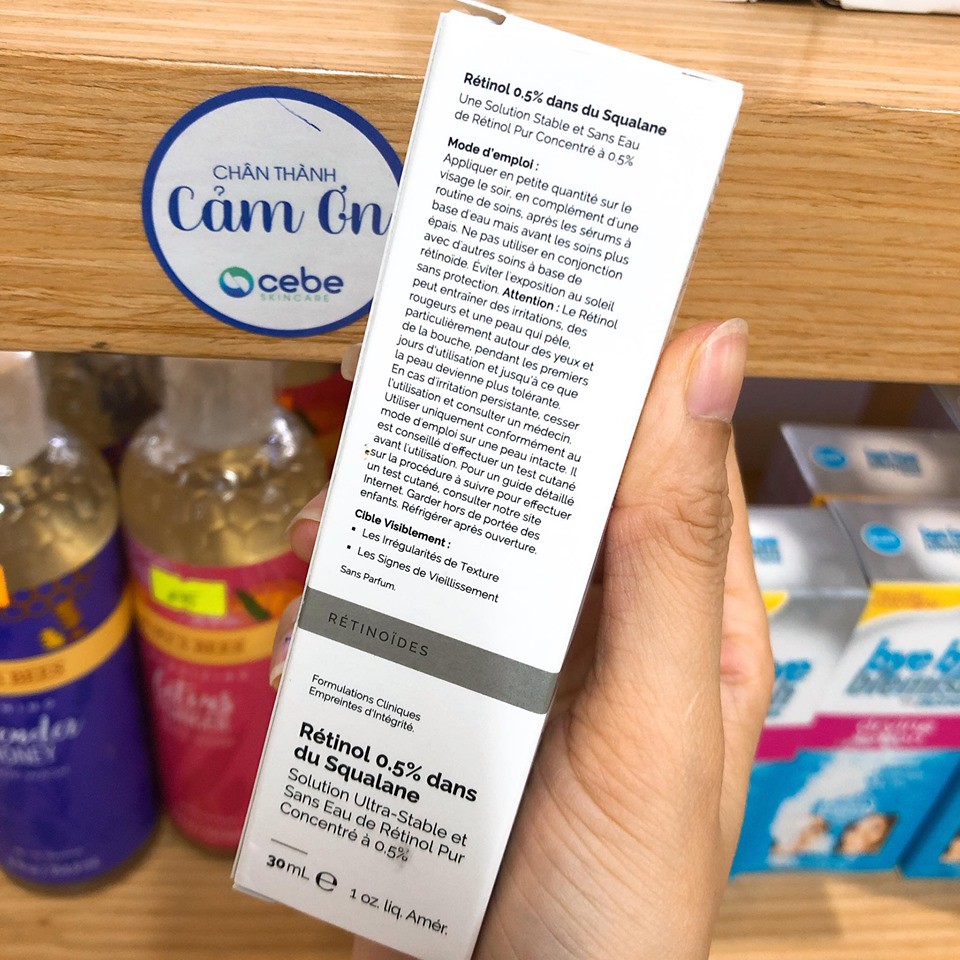 CHÂN THÀNH
Cảm Ơn
cebe
SKINCARE
Rétinol 0.5% dans du Squalane
Une Solution Stable et Sans Eau
de Rétinol Pur Concentré à 0.5%
Mode d'emploi :
Appliquer en petite quantité sur le
visage le soir, en complément d'une
routine de soins, après les sérums à
base d'eau mais avant les soins plus
épais. Ne pas utiliser en conjonction
avec d'autres soins à base de
rétinoïde. Éviter l'exposition au soleil
sans protection. Attention : Le Rétinol
peut entraîner des irritations, des
rougeurs et une peau qui pèle,
particulièrement autour des yeux et
de la bouche, pendant les premiers
jours d'utilisation et jusqu'à ce que
la peau devienne plus tolérante.
En cas d'irritation persistante, cesser
l'utilisation et consulter un médecin.
Utiliser uniquement conformément au
mode d'emploi sur une peau intacte. Il
est conseillé d'effectuer un test cutané
avant l'utilisation. Pour un guide détaillé
sur la procédure à suivre pour effectuer
un test cutané, consulter notre site
Internet. Garder hors de portée des
enfants. Réfrigérer après ouverture.
Cible Visiblement :
▪ Les Irrégularités de Texture
▪ Les Signes de Vieillissement
Sans Parfum.
RÉTINOÏDES
Formulations Cliniques
Empreintes d'Intégrité.
Rétinol 0.5% dans
du Squalane
Solution Ultra-Stable et
Sans Eau de Rétinol Pur
Concentré à 0.5%
30mL ℮ 1 oz. liq. Amér.
HONEY
bye b
blemish